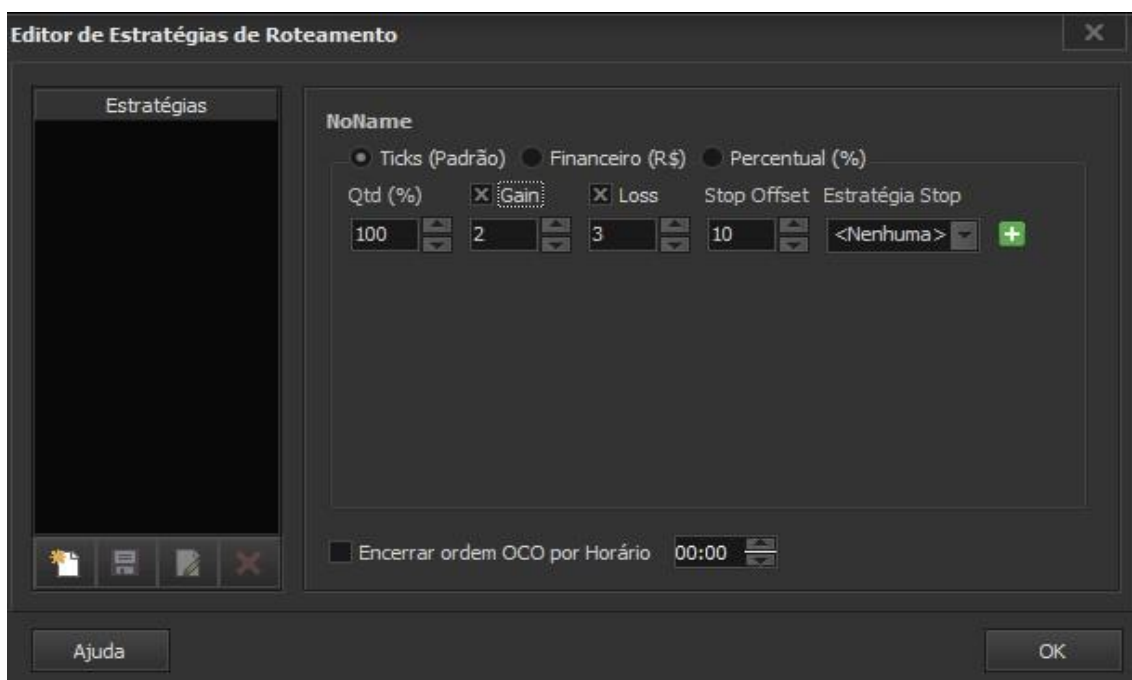 Editor de Estratégias de Roteamento
Estratégias
NoName
Ticks (Padrão) Financeiro (R$) Percentual (%)
Qtd (%) Gain Loss Stop Offset Estratégia Stop
100 2 3 10 <Nenhuma>
Encerrar ordem OCO por Horário 00:00
Ajuda OK